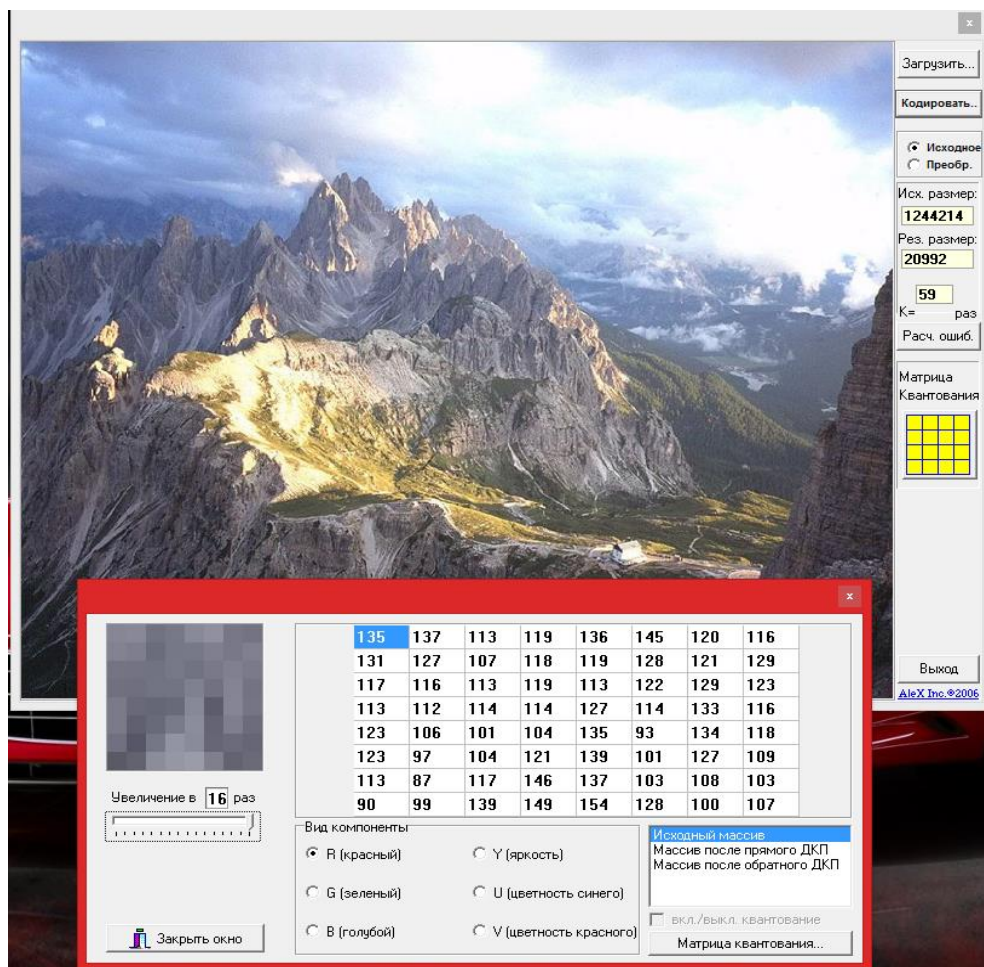 x
Загрузить...
Кодировать..
Исходное
Преобр.
Исх. размер:
1244214
Рез. размер:
20992
59
K= раз
Расч. ошиб.
Матрица
Квантования
Выход
AleX Inc.©2006
x
135 137 113 119 136 145 120 116
131 127 107 118 119 128 121 129
117 116 113 119 113 122 129 123
113 112 114 114 127 114 133 116
123 106 101 104 135 93 134 118
123 97 104 121 139 101 127 109
113 87 117 146 137 103 108 103
90 99 139 149 154 128 100 107
Увеличение в 16 раз
Вид компоненты
R (красный)
Y (яркость)
G (зеленый)
U (цветность синего)
B (голубой)
V (цветность красного)
Исходный массив
Массив после прямого ДКП
Массив после обратного ДКП
вкл./выкл. квантование
Матрица квантования...
Закрыть окно